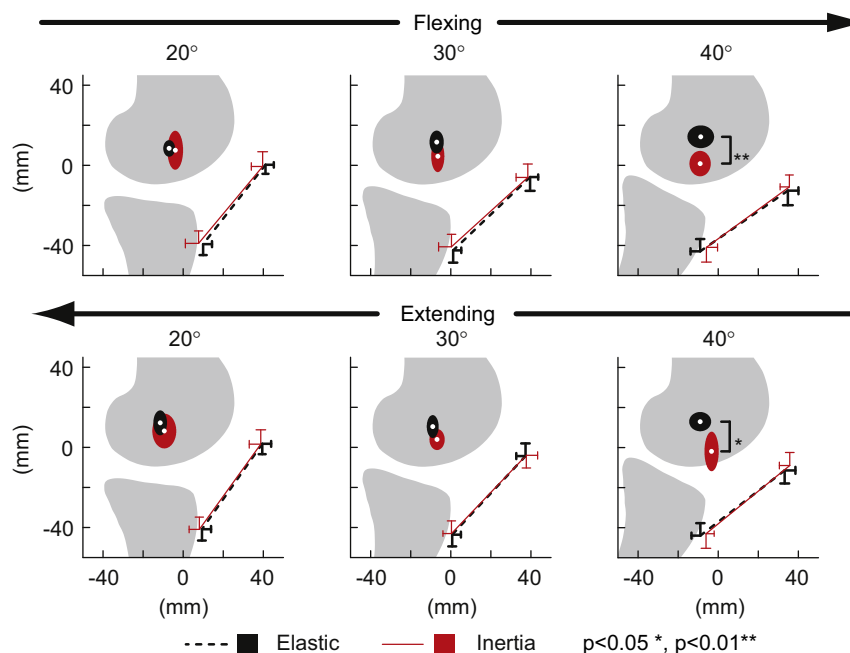 Flexing
20° 30° 40°
40
0
-40
(mm)
Extending
20° 30° 40°
40
0
-40
(mm)
**
*
-40 0 40 -40 0 40 -40 0 40
(mm) (mm) (mm)
Elastic Inertia p<0.05 *, p<0.01**